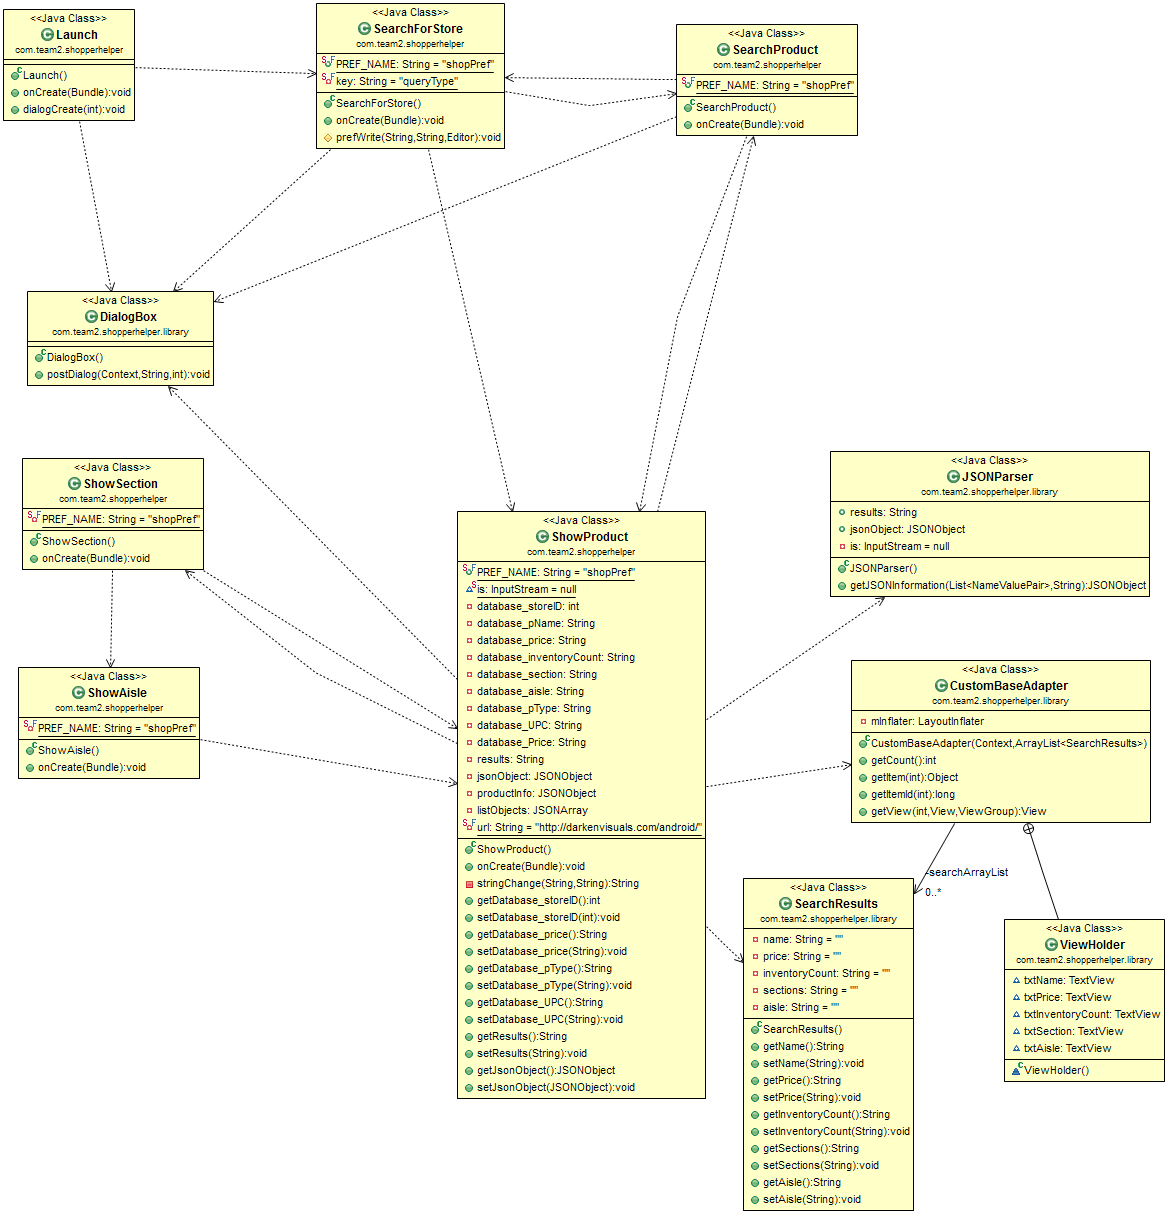 <<Java Class>>
Launch
com.team2.shopperhelper
Launch()
onCreate(Bundle):void
dialogCreate(int):void
<<Java Class>>
SearchForStore
com.team2.shopperhelper
PREF_NAME: String = "shopPref"
key: String = "queryType"
SearchForStore()
onCreate(Bundle):void
prefWrite(String,String,Editor):void
<<Java Class>>
SearchProduct
com.team2.shopperhelper
PREF_NAME: String = "shopPref"
SearchProduct()
onCreate(Bundle):void
<<Java Class>>
DialogBox
com.team2.shopperhelper.library
DialogBox()
postDialog(Context,String,int):void
<<Java Class>>
ShowSection
com.team2.shopperhelper
PREF_NAME: String = "shopPref"
ShowSection()
onCreate(Bundle):void
<<Java Class>>
ShowAisle
com.team2.shopperhelper
PREF_NAME: String = "shopPref"
ShowAisle()
onCreate(Bundle):void
<<Java Class>>
ShowProduct
com.team2.shopperhelper
PREF_NAME: String = "shopPref"
is: InputStream = null
database_storeID: int
database_pName: String
database_price: String
database_inventoryCount: String
database_section: String
database_aisle: String
database_pType: String
database_UPC: String
database_Price: String
results: String
jsonObject: JSONObject
productInfo: JSONObject
listObjects: JSONArray
url: String = "http://darkenvisuals.com/android/"
ShowProduct()
onCreate(Bundle):void
stringChange(String,String):String
getDatabase_storeID():int
setDatabase_storeID(int):void
getDatabase_price():String
setDatabase_price(String):void
getDatabase_pType():String
setDatabase_pType(String):void
getDatabase_UPC():String
setDatabase_UPC(String):void
getResults():String
setResults(String):void
getJsonObject():JSONObject
setJsonObject(JSONObject):void
<<Java Class>>
JSONParser
com.team2.shopperhelper.library
results: String
jsonObject: JSONObject
is: InputStream = null
JSONParser()
getJSONInformation(List<NameValuePair>,String):JSONObject
<<Java Class>>
CustomBaseAdapter
com.team2.shopperhelper.library
mInflater: LayoutInflater
CustomBaseAdapter(Context,ArrayList<SearchResults>)
getCount():int
getItem(int):Object
getItemId(int):long
getView(int,View,ViewGroup):View
-searchArrayList
0..*
<<Java Class>>
SearchResults
com.team2.shopperhelper.library
name: String = ""
price: String = ""
inventoryCount: String = ""
sections: String = ""
aisle: String = ""
SearchResults()
getName():String
setName(String):void
getPrice():String
setPrice(String):void
getInventoryCount():String
setInventoryCount(String):void
getSections():String
setSections(String):void
getAisle():String
setAisle(String):void
<<Java Class>>
ViewHolder
com.team2.shopperhelper.library
txtName: TextView
txtPrice: TextView
txtInventoryCount: TextView
txtSection: TextView
txtAisle: TextView
ViewHolder()